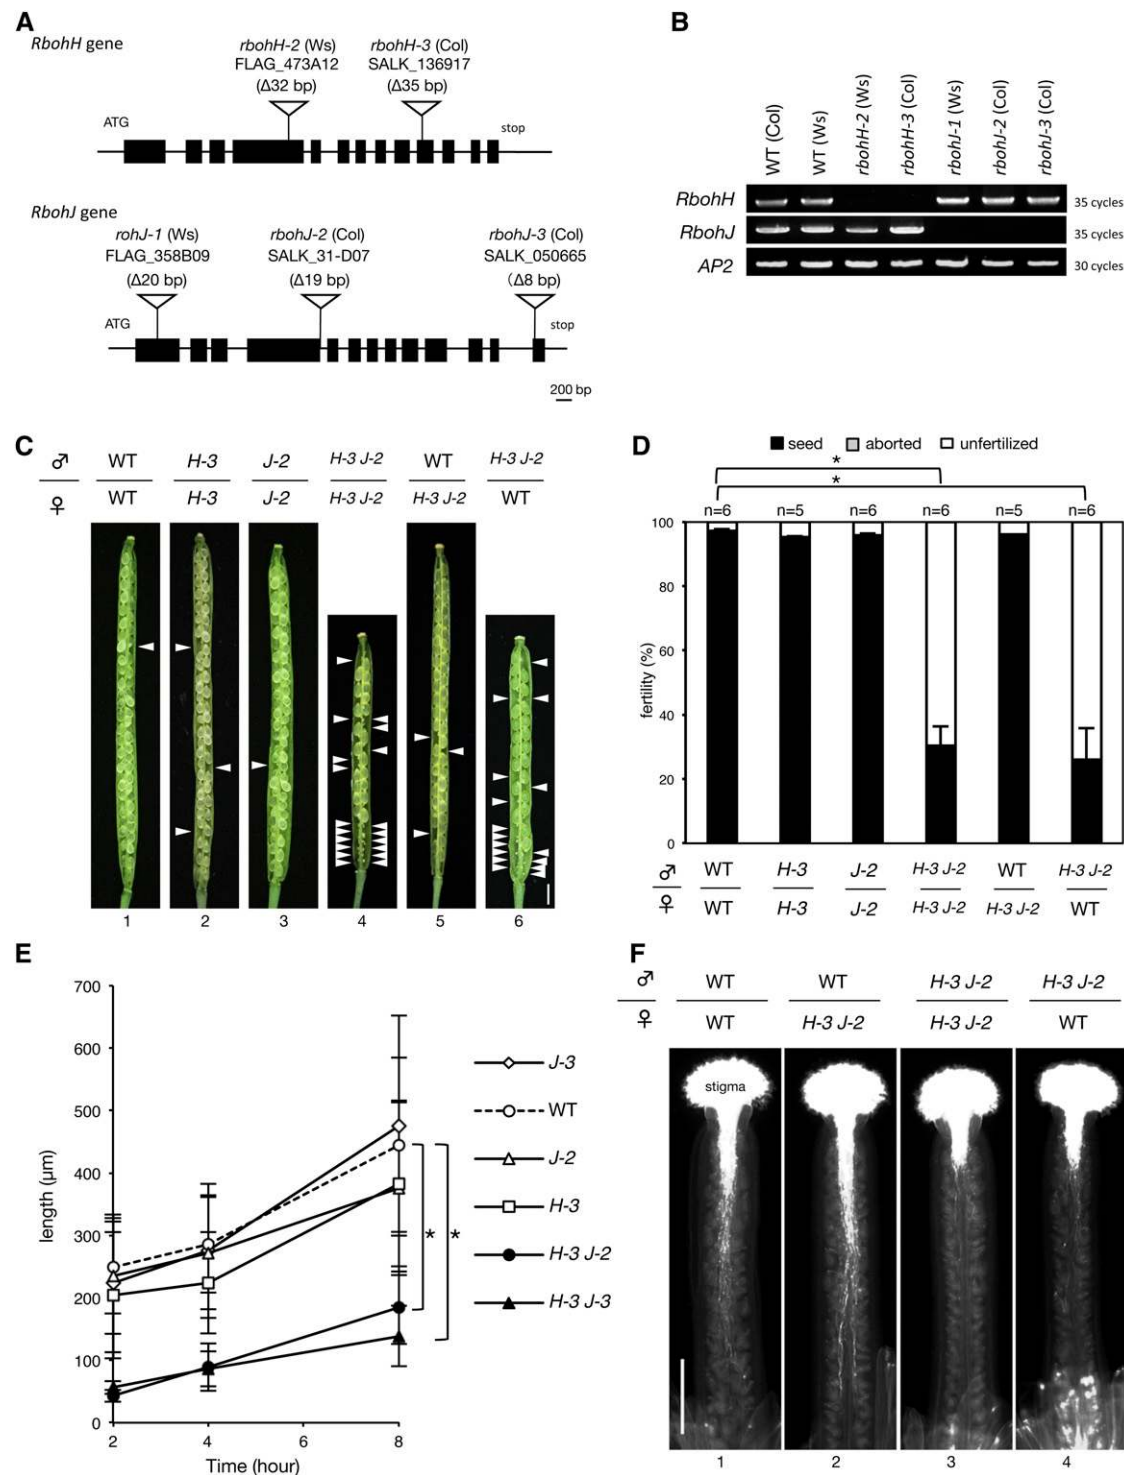 A
RbohH gene
rbohH-2 (Ws) rbohH-3 (Col)
FLAG_473A12 SALK_136917
(Δ32 bp) (Δ35 bp)
ATG
stop
RbohJ gene
rohJ-1 (Ws) rbohJ-2 (Col) rbohJ-3 (Col)
FLAG_358B09 SALK_31-D07 SALK_050665
(Δ20 bp) (Δ19 bp) (Δ8 bp)
ATG stop
200 bp
B
WT (Col)
WT (Ws)
rbohH-2 (Ws)
rbohH-3 (Col)
rbohJ-1 (Ws)
rbohJ-2 (Col)
rbohJ-3 (Col)
RbohH 35 cycles
RbohJ 35 cycles
AP2 30 cycles
C
♂ WT H-3 J-2 H-3 J-2 WT H-3 J-2
♀ WT H-3 J-2 H-3 J-2 H-3 J-2 WT
1 2 3 4 5 6
D
seed aborted unfertilized
*
*
n=6 n=5 n=6 n=6 n=5 n=6
100
80
60
40
20
0
fertility (%)
♂ WT H-3 J-2 H-3 J-2 WT H-3 J-2
♀ WT H-3 J-2 H-3 J-2 H-3 J-2 WT
E
700
600
500
400
300
200
100
0
length (µm)
2 4 8
Time (hour)
* *
J-3
WT
J-2
H-3
H-3 J-2
H-3 J-3
F
♂ WT WT H-3 J-2 H-3 J-2
♀ WT H-3 J-2 H-3 J-2 WT
stigma
1 2 3 4